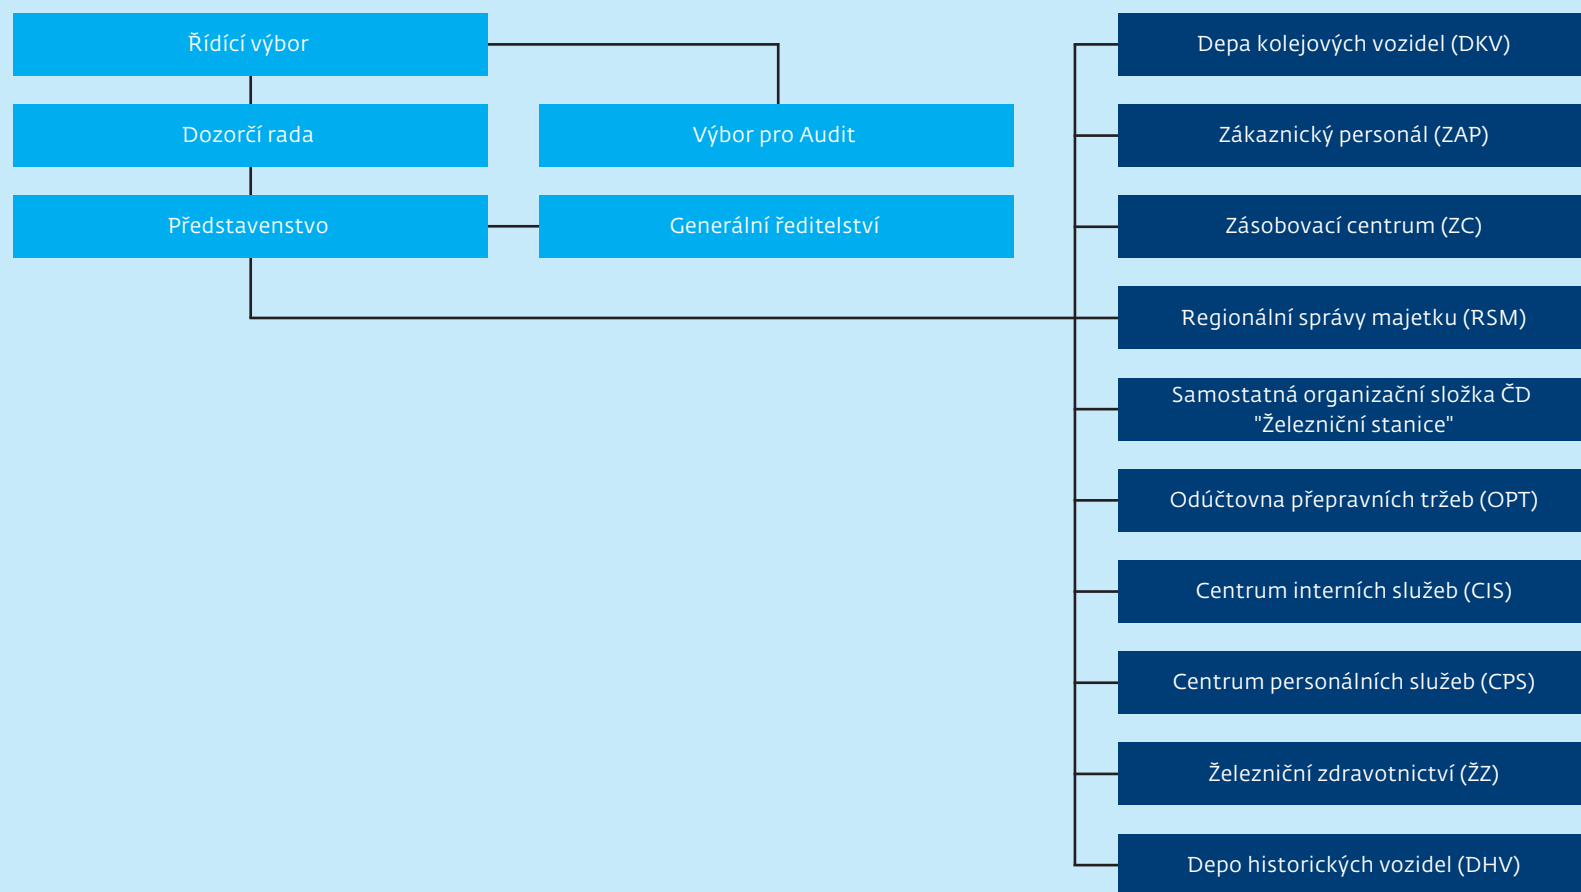 Řídící výbor
Dozorčí rada
Výbor pro Audit
Představenstvo
Generální ředitelství
Depa kolejových vozidel (DKV)
Zákaznický personál (ZAP)
Zásobovací centrum (ZC)
Regionální správy majetku (RSM)
Samostatná organizační složka ČD
"Železniční stanice"
Odúčtovna přepravních tržeb (OPT)
Centrum interních služeb (CIS)
Centrum personálních služeb (CPS)
Železniční zdravotnictví (ŽZ)
Depo historických vozidel (DHV)